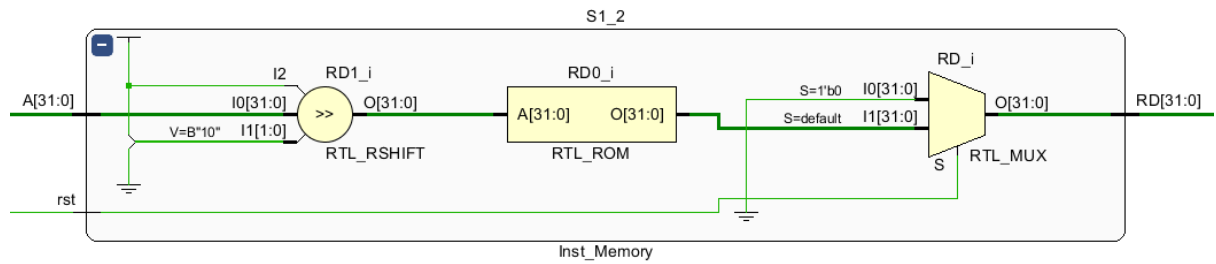 S1_2
I2 RD1_i RD0_i RD_i
A[31:0] I0[31:0] O[31:0] A[31:0] O[31:0] S=1'b0 I0[31:0] O[31:0] RD[31:0]
>>
V=B"10" I1[1:0] S=default I1[31:0]
RTL_RSHIFT RTL_ROM S RTL_MUX
rst
Inst_Memory